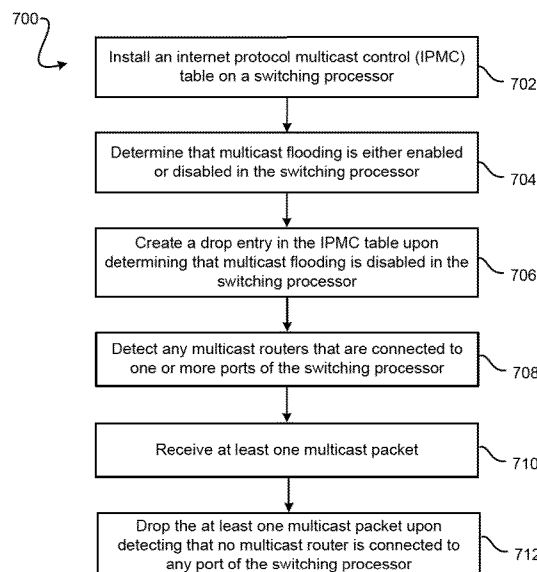 700
Install an internet protocol multicast control (IPMC)
table on a switching processor
702
Determine that multicast flooding is either enabled
or disabled in the switching processor
704
Create a drop entry in the IPMC table upon
determining that multicast flooding is disabled in the
switching processor
706
Detect any multicast routers that are connected to
one or more ports of the switching processor
708
Receive at least one multicast packet
710
Drop the at least one multicast packet upon
detecting that no multicast router is connected to
any port of the switching processor
712